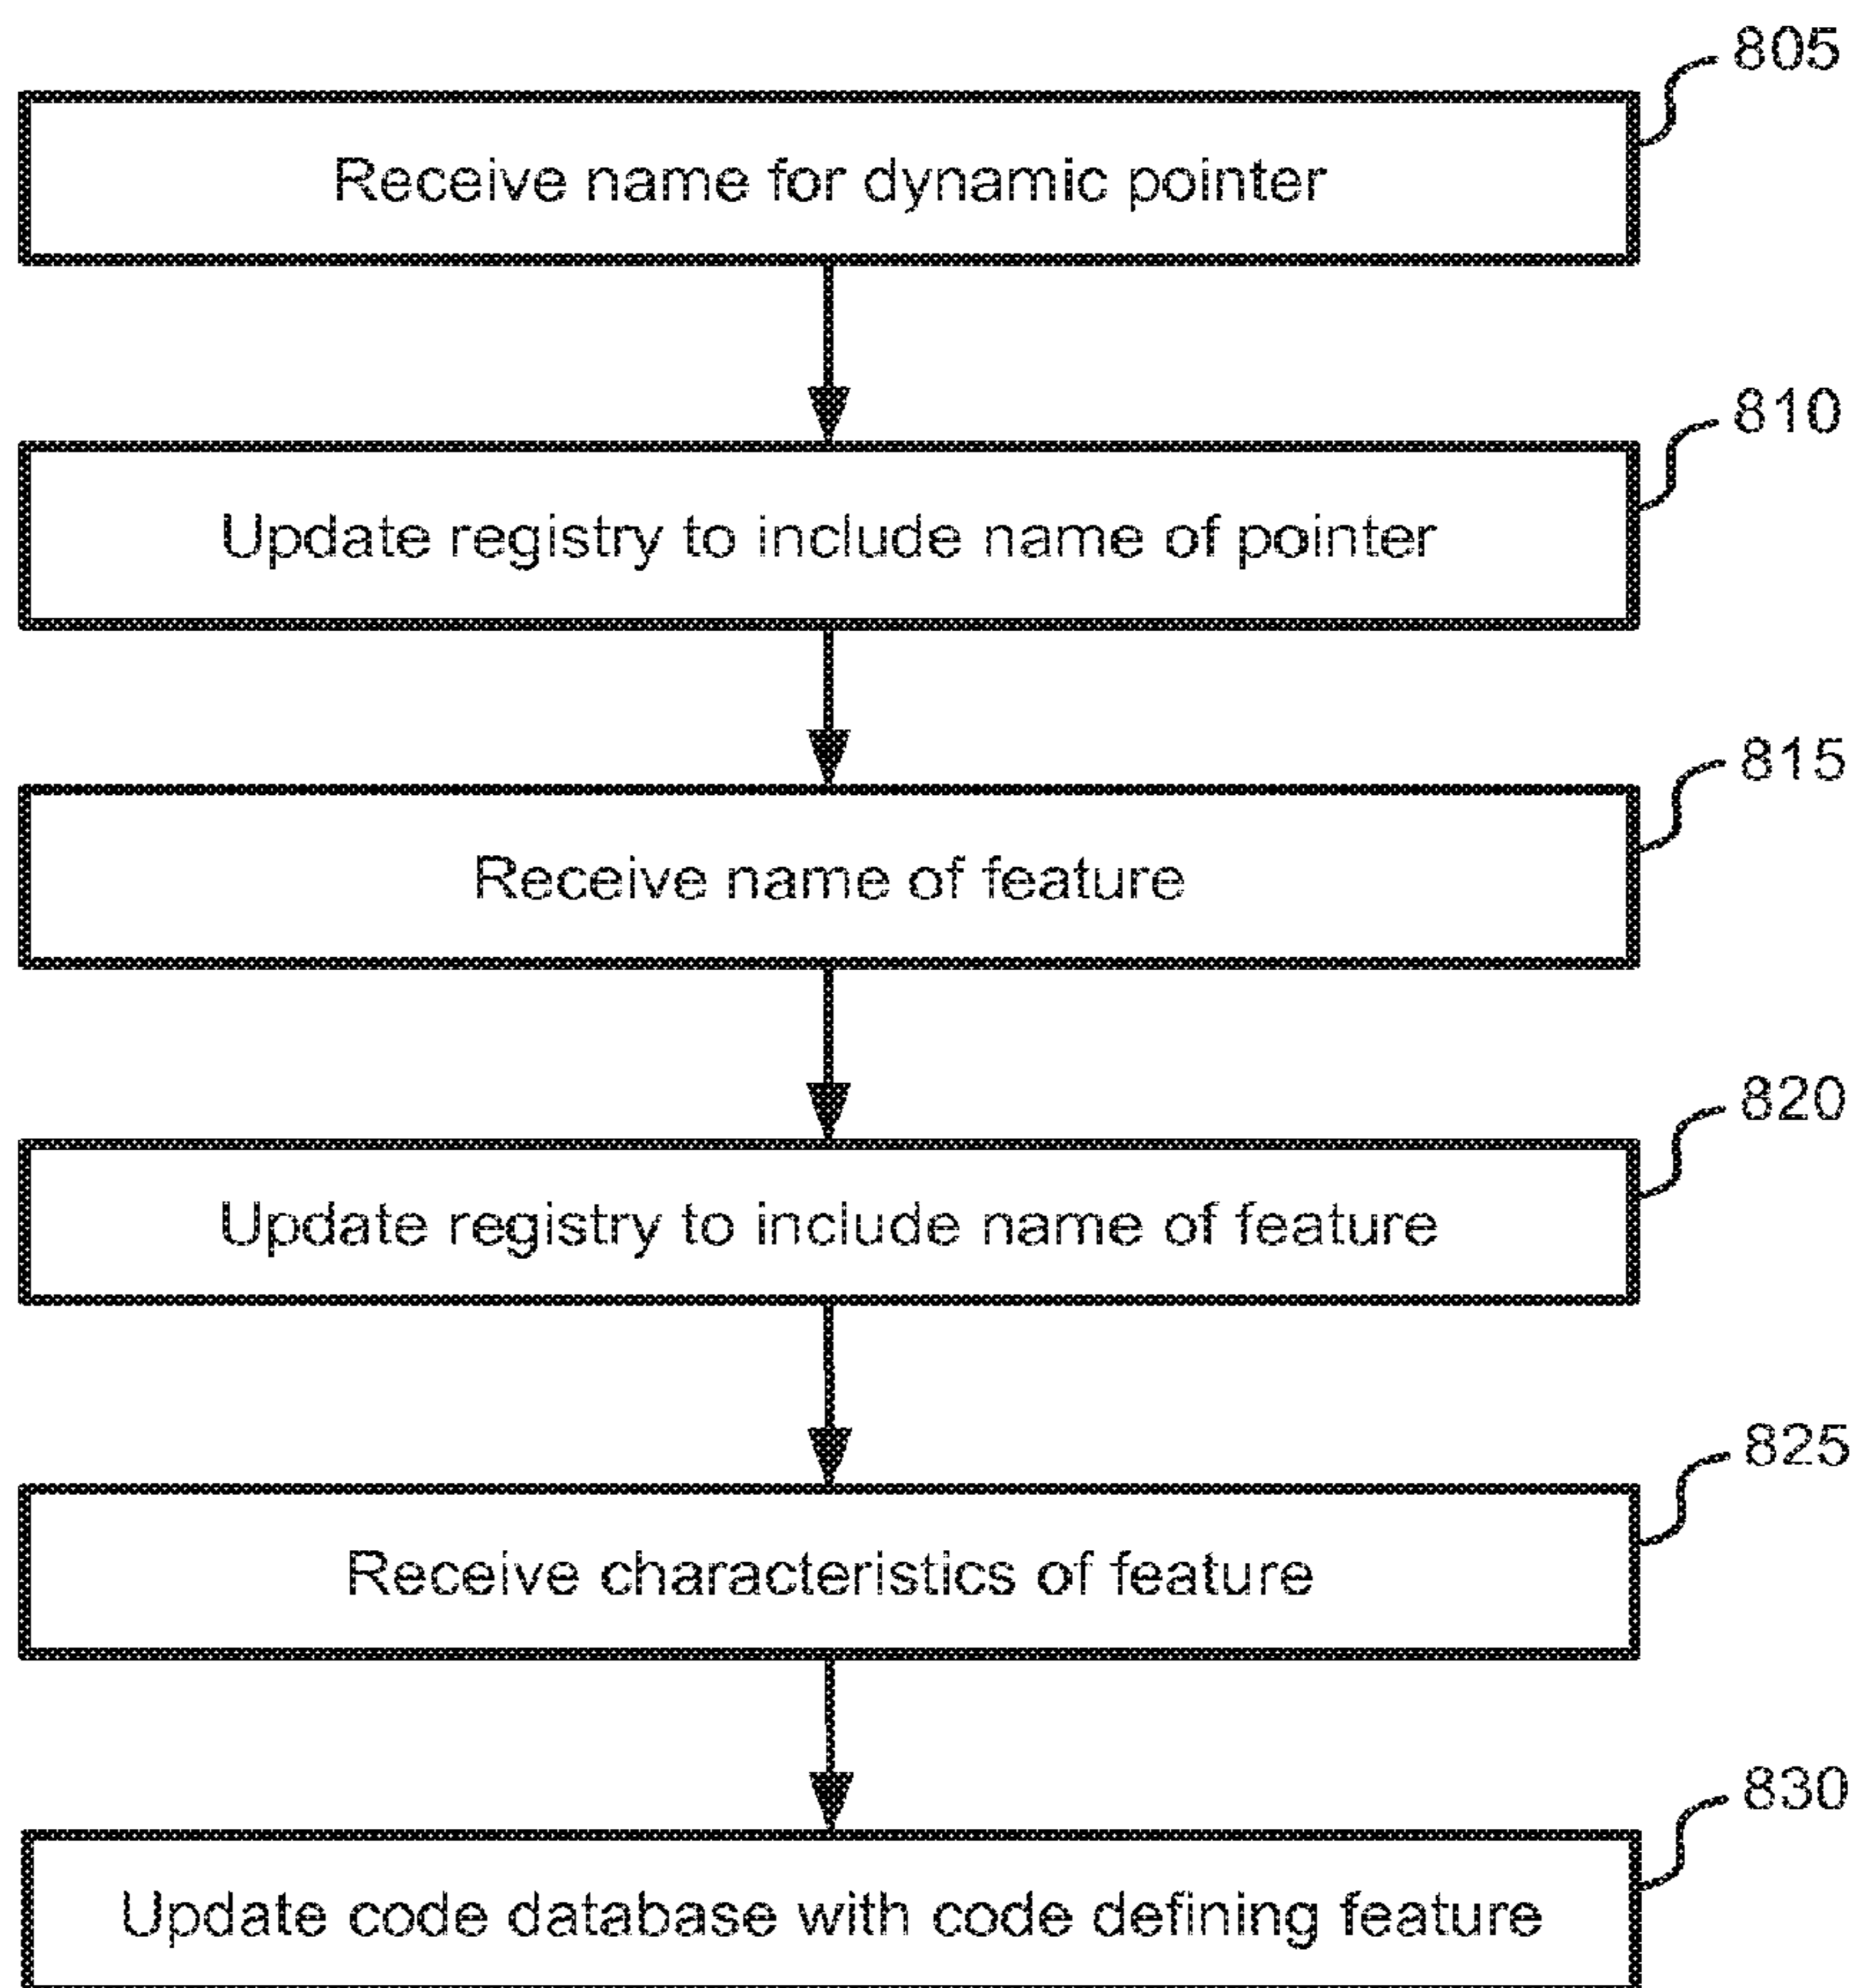 805
Receive name for dynamic pointer
810
Update registry to include name of pointer
815
Receive name of feature
820
Update registry to include name of feature
825
Receive characteristics of feature
830
Update code database with code defining feature